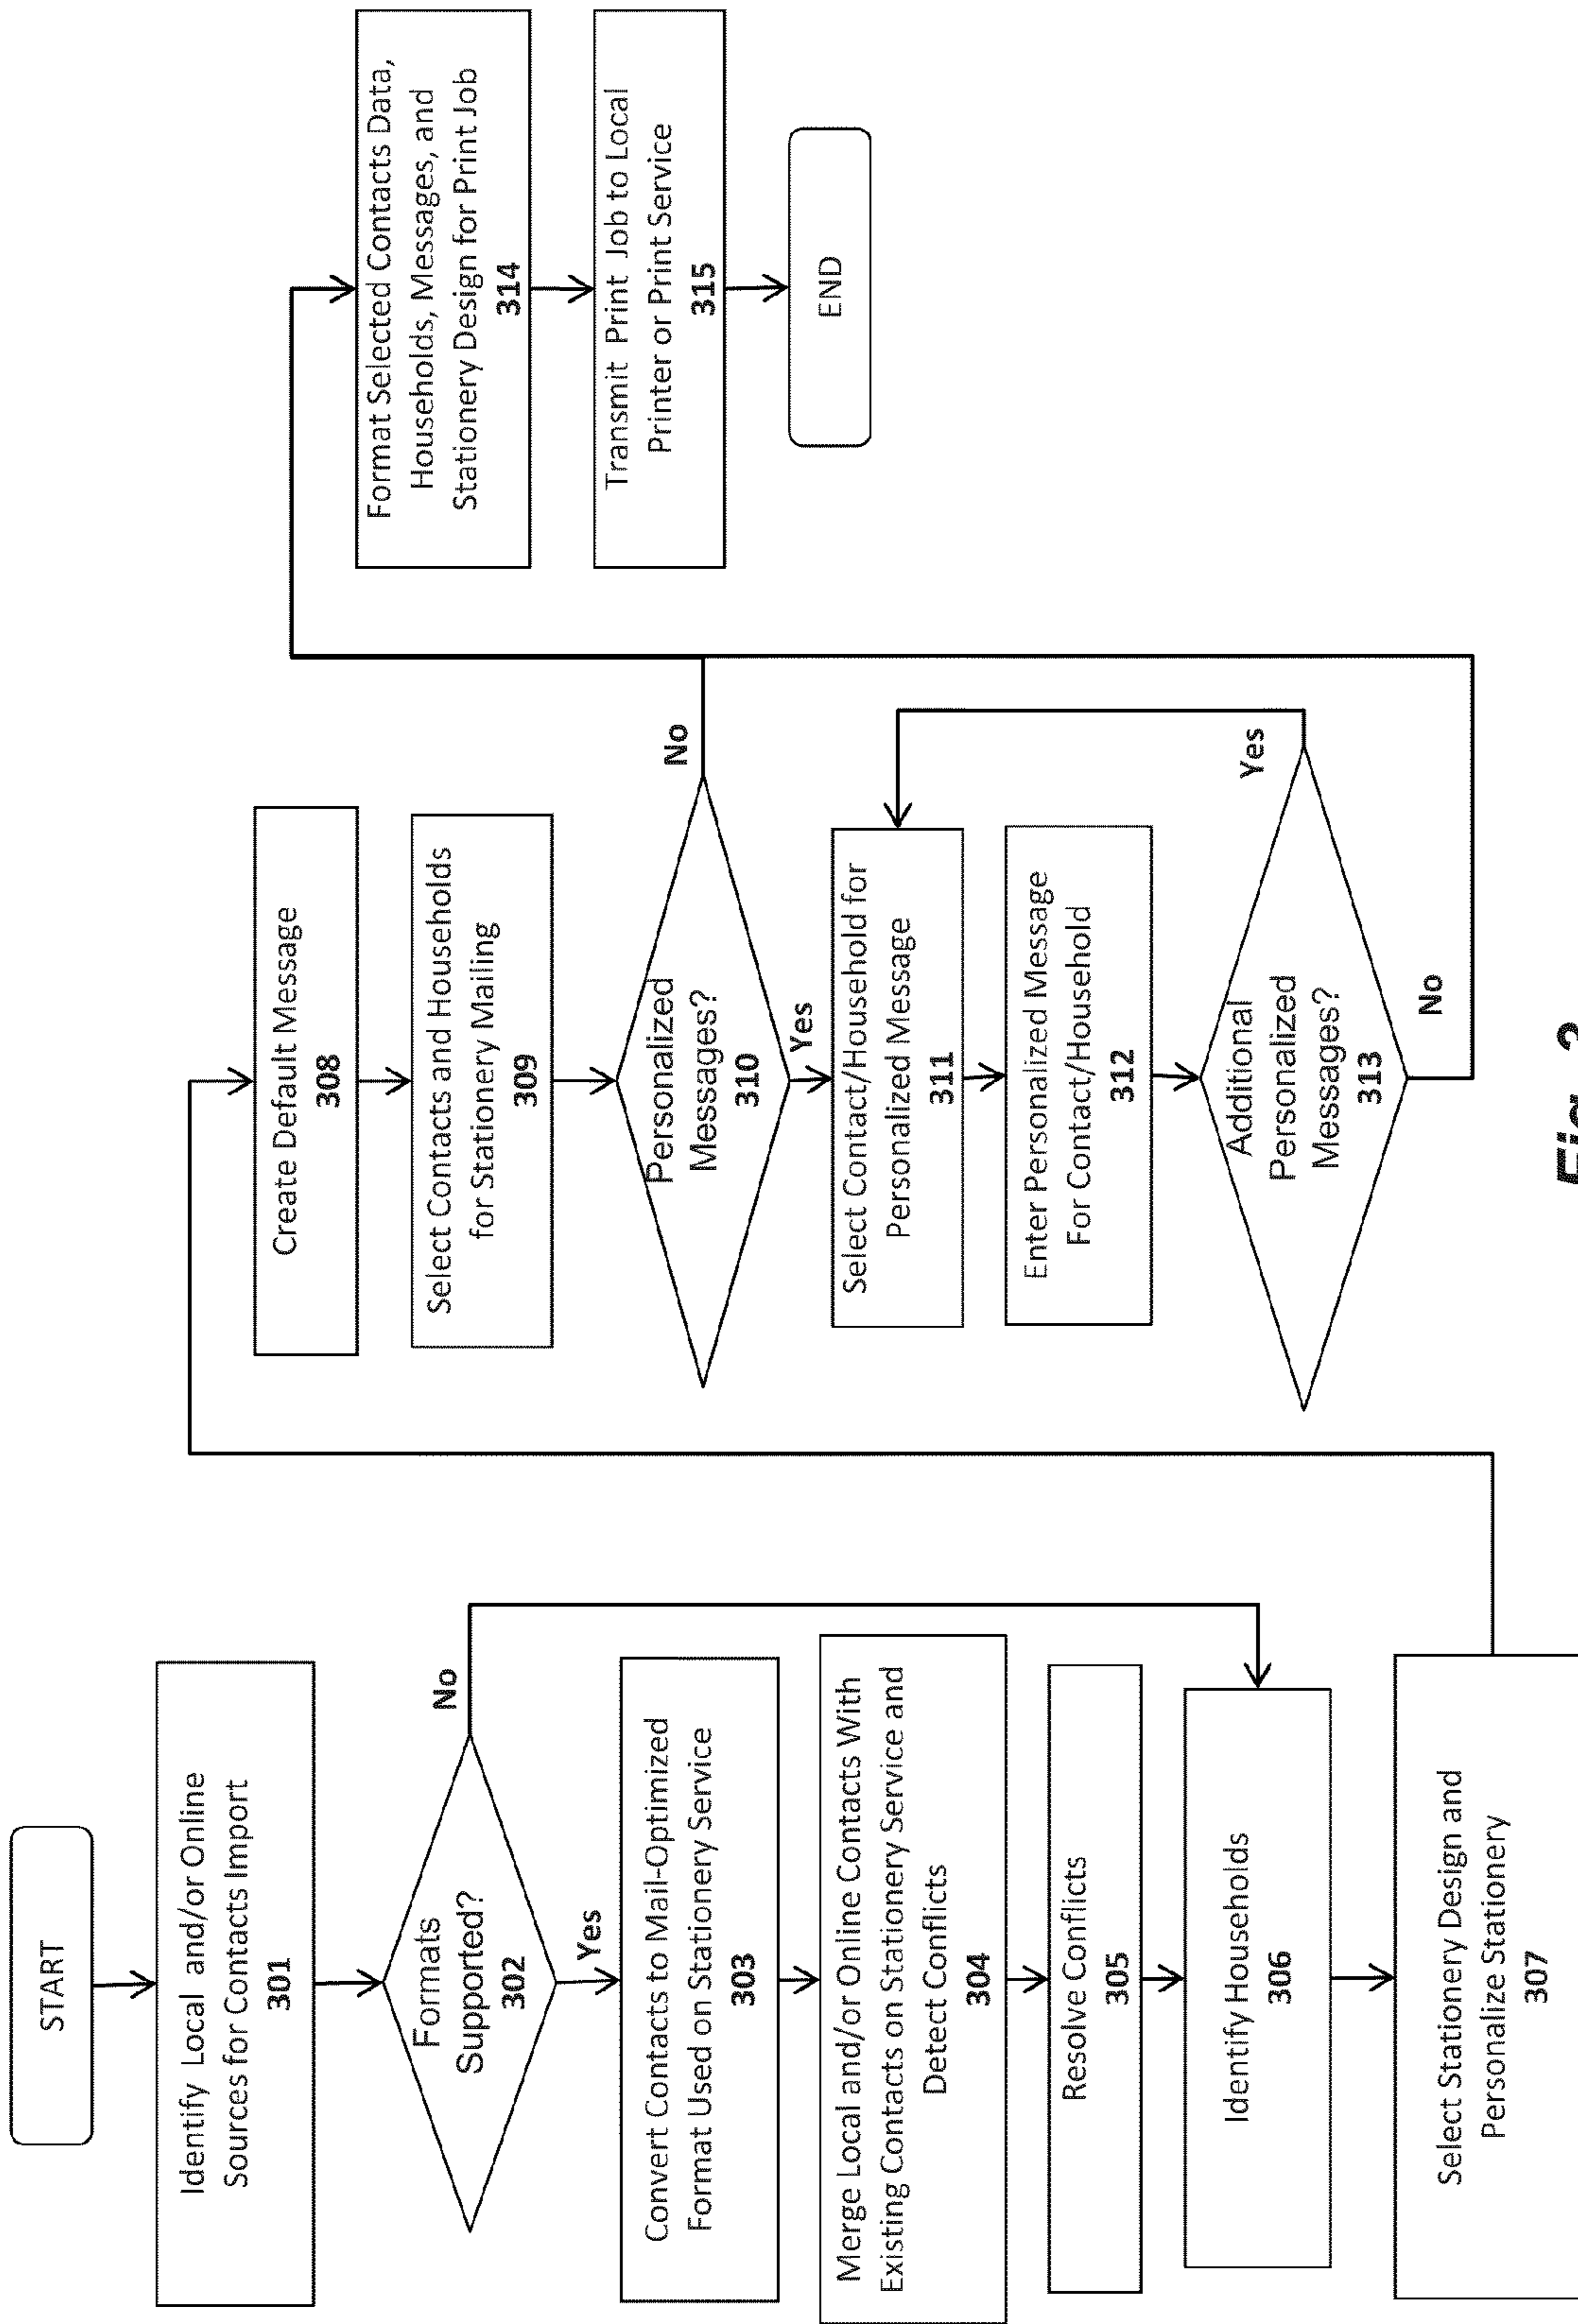 START
Identify Local and/or Online
Sources for Contacts Import
301
Formats
Supported?
302
No
Yes
Convert Contacts to Mail-Optimized
Format Used on Stationery Service
303
Merge Local and/or Online Contacts With
Existing Contacts on Stationery Service and
Detect Conflicts
304
Resolve Conflicts
305
Identify Households
306
Select Stationery Design and
Personalize Stationery
307
Create Default Message
308
Select Contacts and Households
for Stationery Mailing
309
Personalized
Messages?
310
No
Yes
Select Contact/Household for
Personalized Message
311
Enter Personalized Message
For Contact/Household
312
Additional
Personalized
Messages?
313
Yes
No
Format Selected Contacts Data,
Households, Messages, and
Stationery Design for Print Job
314
Transmit Print Job to Local
Printer or Print Service
315
END
Fig.